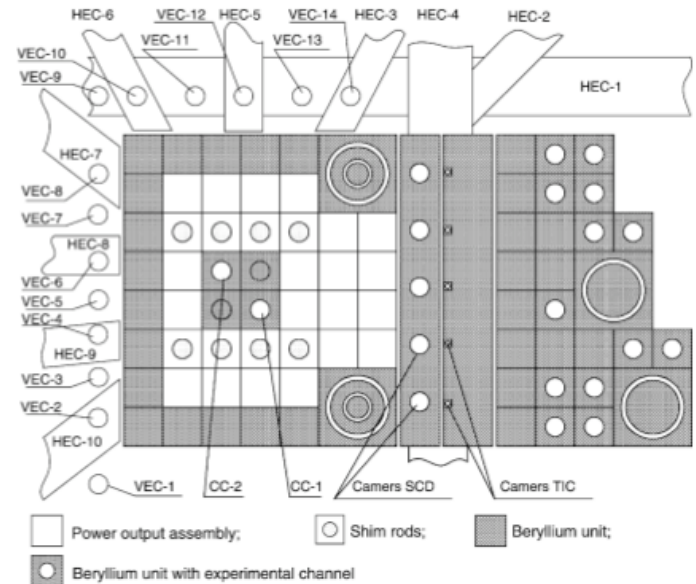 HEC-6 VEC-12 HEC-5 VEC-14 HEC-3 HEC-4 HEC-2
VEC-11 VEC-13
VEC-10
VEC-9
HEC-1
HEC-7
VEC-8
VEC-7
HEC-8
VEC-6
VEC-5
VEC-4
HEC-9
VEC-3
VEC-2
HEC-10
VEC-1 CC-2 CC-1 Camers SCD Camers TIC
Power output assembly; Shim rods; Beryllium unit;
Beryllium unit with experimental channel